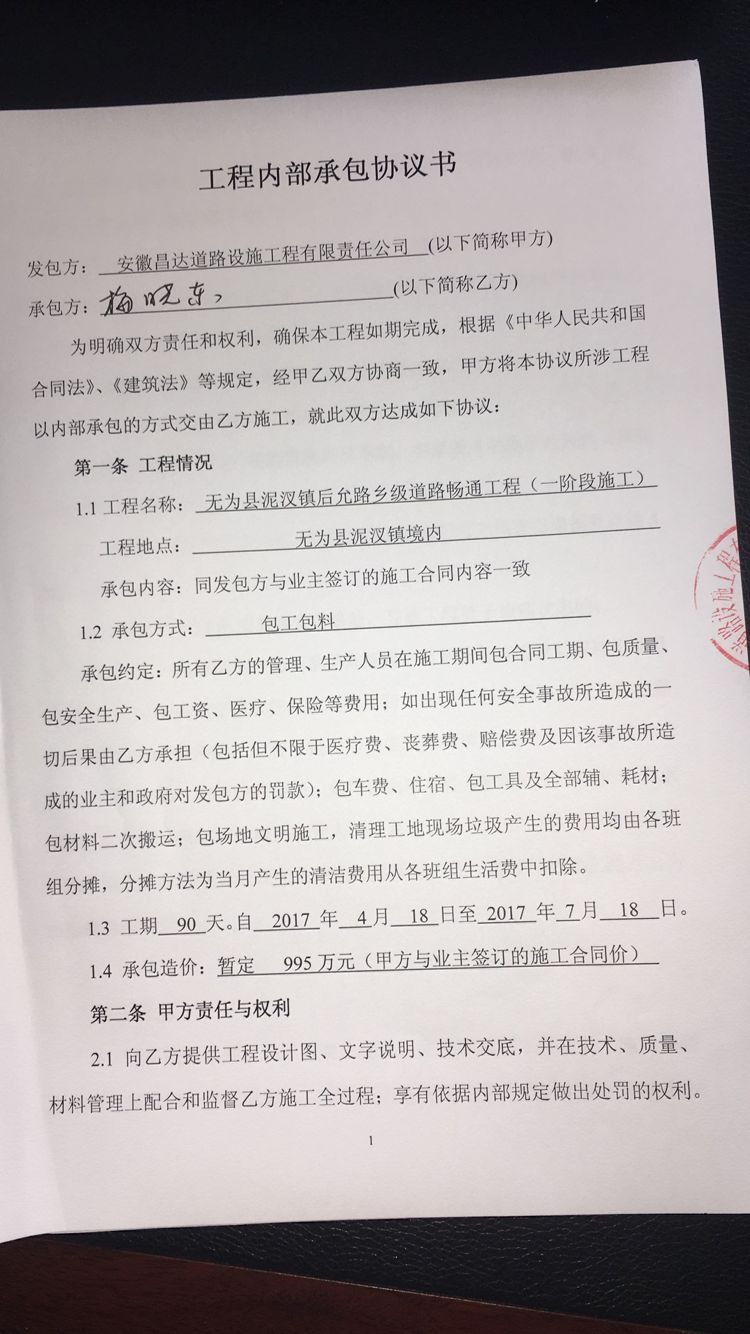 工程内部承包协议书
发包方：安徽昌达道路设施工程有限责任公司 (以下简称甲方)
承包方：梅晓东 (以下简称乙方)
为明确双方责任和权利，确保本工程如期完成，根据《中华人民共和国
合同法》、《建筑法》等规定，经甲乙双方协商一致，甲方将本协议所涉工程
以内部承包的方式交由乙方施工，就此双方达成如下协议：
第一条 工程情况
1.1 工程名称：无为县泥汊镇后允路乡级道路畅通工程（一阶段施工）
工程地点：无为县泥汊镇境内
承包内容：同发包方与业主签订的施工合同内容一致
1.2 承包方式：包工包料
承包约定：所有乙方的管理、生产人员在施工期间包合同工期、包质量、
包安全生产、包工资、医疗、保险等费用；如出现任何安全事故所造成的一
切后果由乙方承担（包括但不限于医疗费、丧葬费、赔偿费及因该事故所造
成的业主和政府对发包方的罚款）；包车费、住宿、包工具及全部辅、耗材；
包材料二次搬运；包场地文明施工，清理工地现场垃圾产生的费用均由各班
组分摊，分摊方法为当月产生的清洁费用从各班组生活费中扣除。
1.3 工期 90 天。自 2017 年 4 月 18 日至 2017 年 7 月 18 日。
1.4 承包造价：暂定 995 万元（甲方与业主签订的施工合同价）
第二条 甲方责任与权利
2.1 向乙方提供工程设计图、文字说明、技术交底，并在技术、质量、
材料管理上配合和监督乙方施工全过程；享有依据内部规定做出处罚的权利。
1
道路设施工程